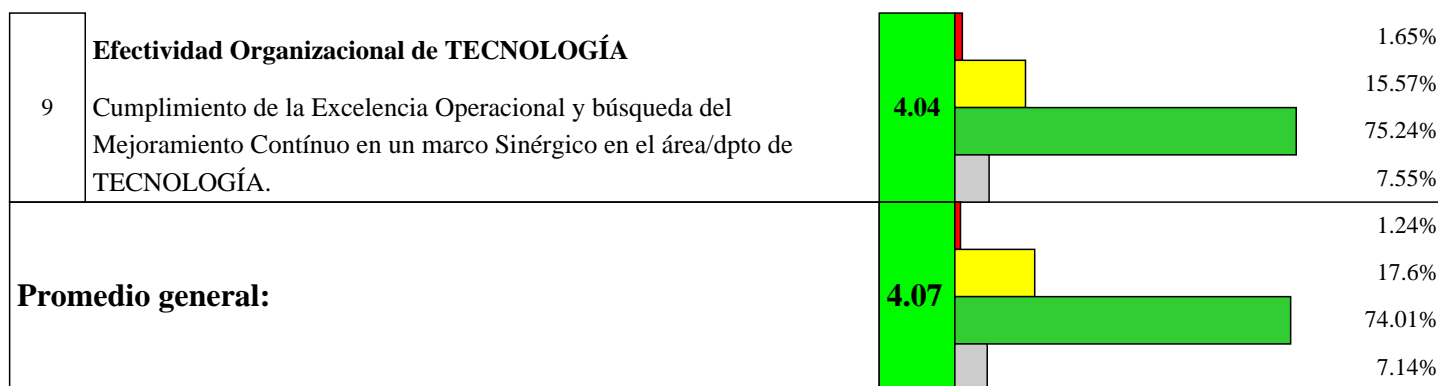 Efectividad Organizacional de TECNOLOGÍA
9
Cumplimiento de la Excelencia Operacional y búsqueda del
Mejoramiento Contínuo en un marco Sinérgico en el área/dpto de
TECNOLOGÍA.
4.04
1.65%
15.57%
75.24%
7.55%
Promedio general:
4.07
1.24%
17.6%
74.01%
7.14%